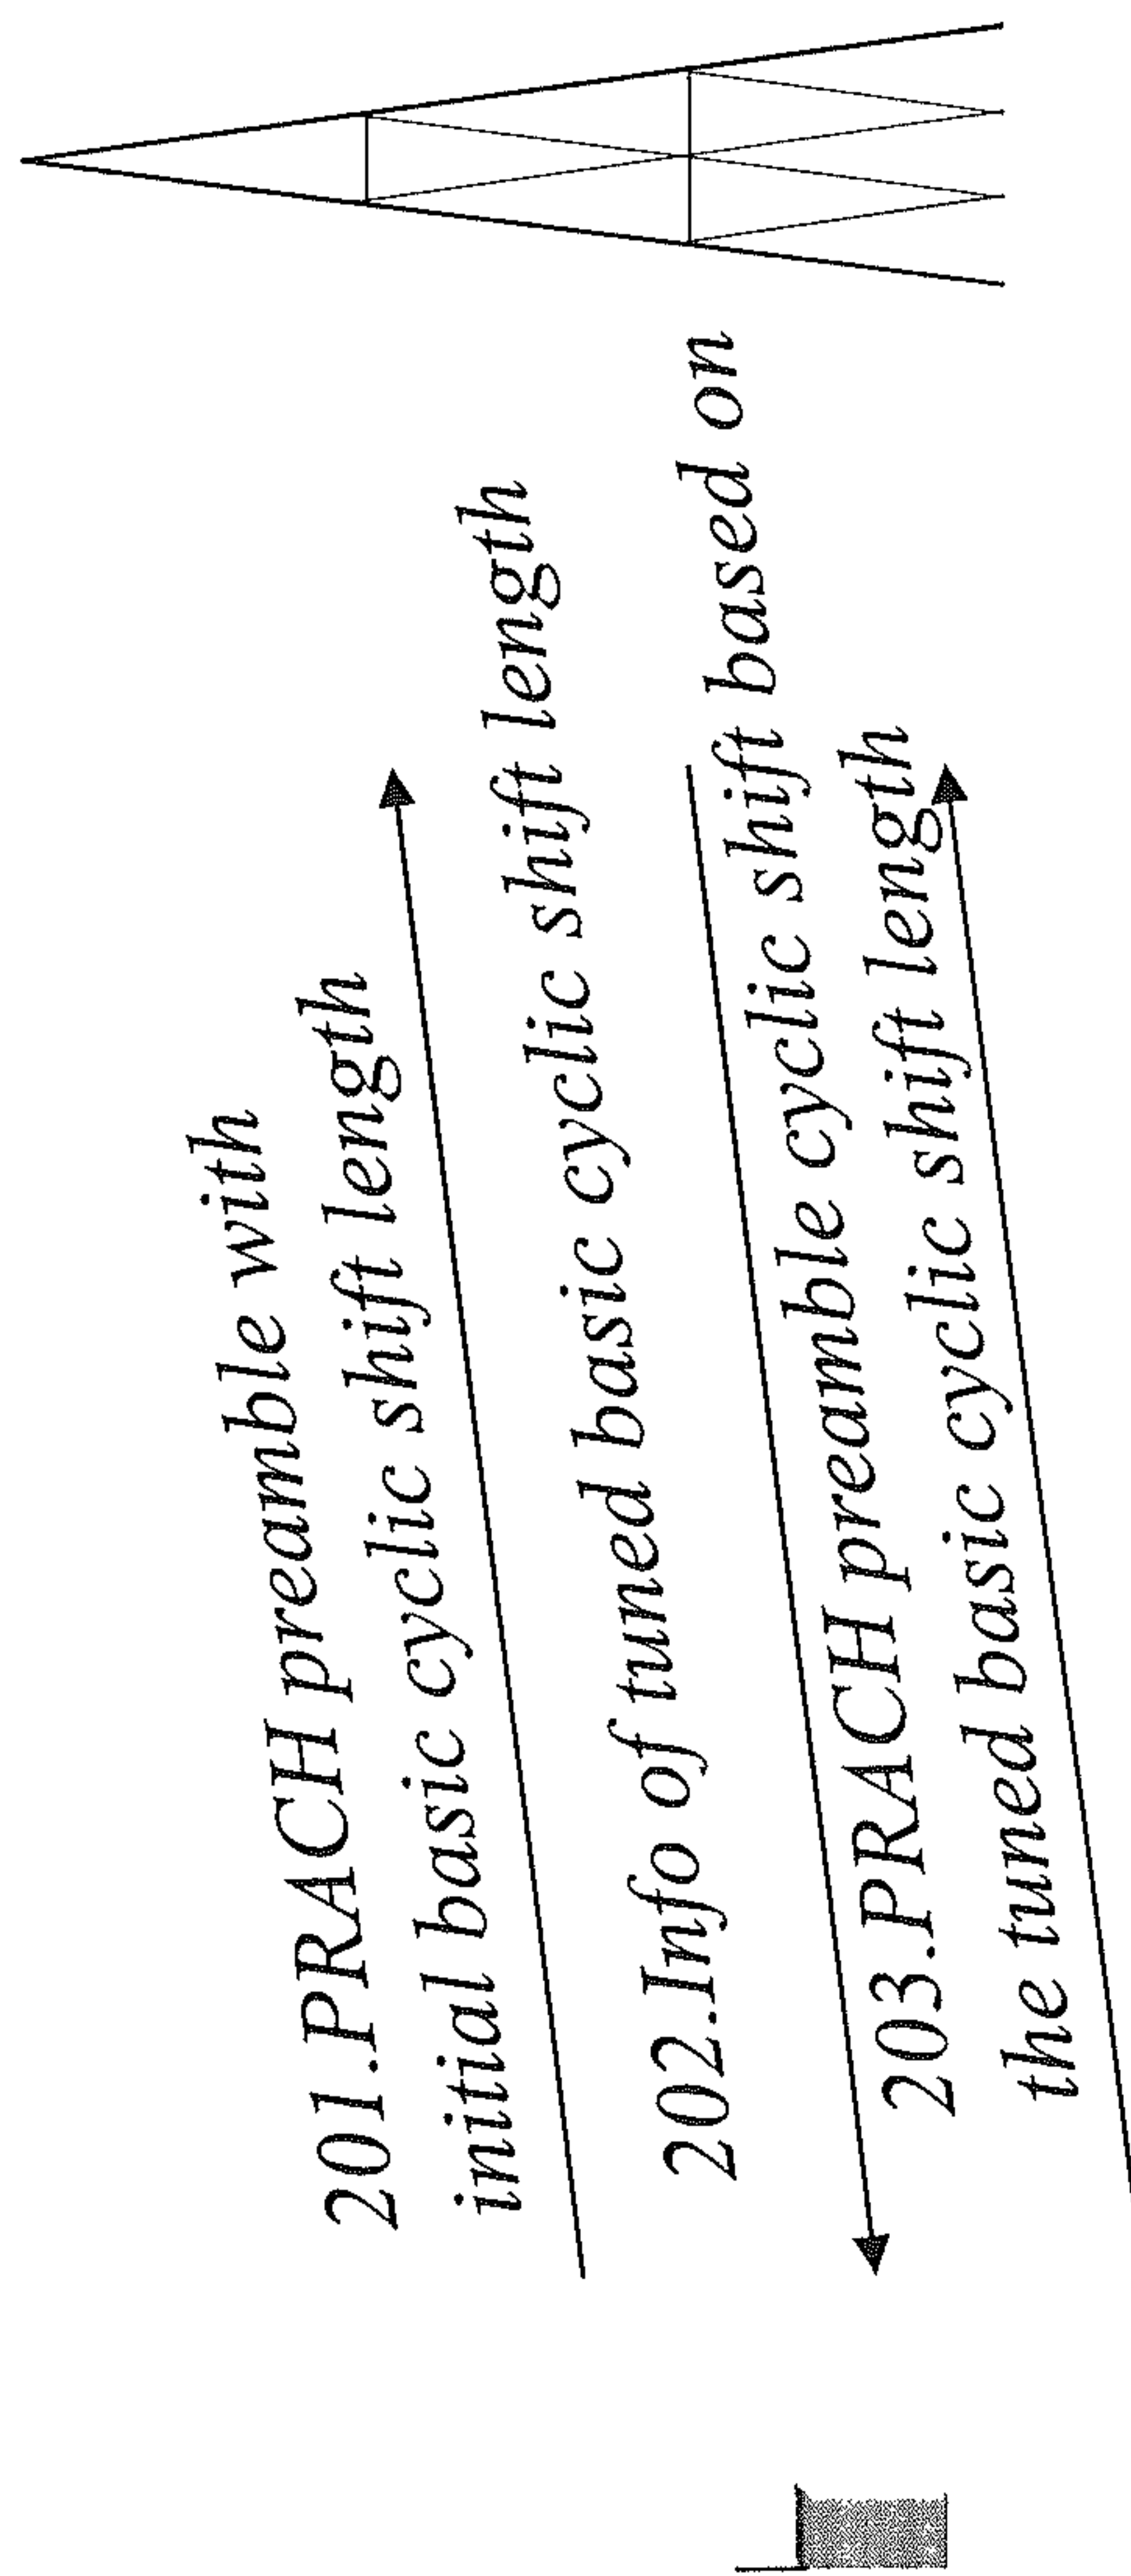 201.PRACH preamble with
initial basic cyclic shift length
202.Info of tuned basic cyclic shift length
203.PRACH preamble cyclic shift based on
the tuned basic cyclic shift length